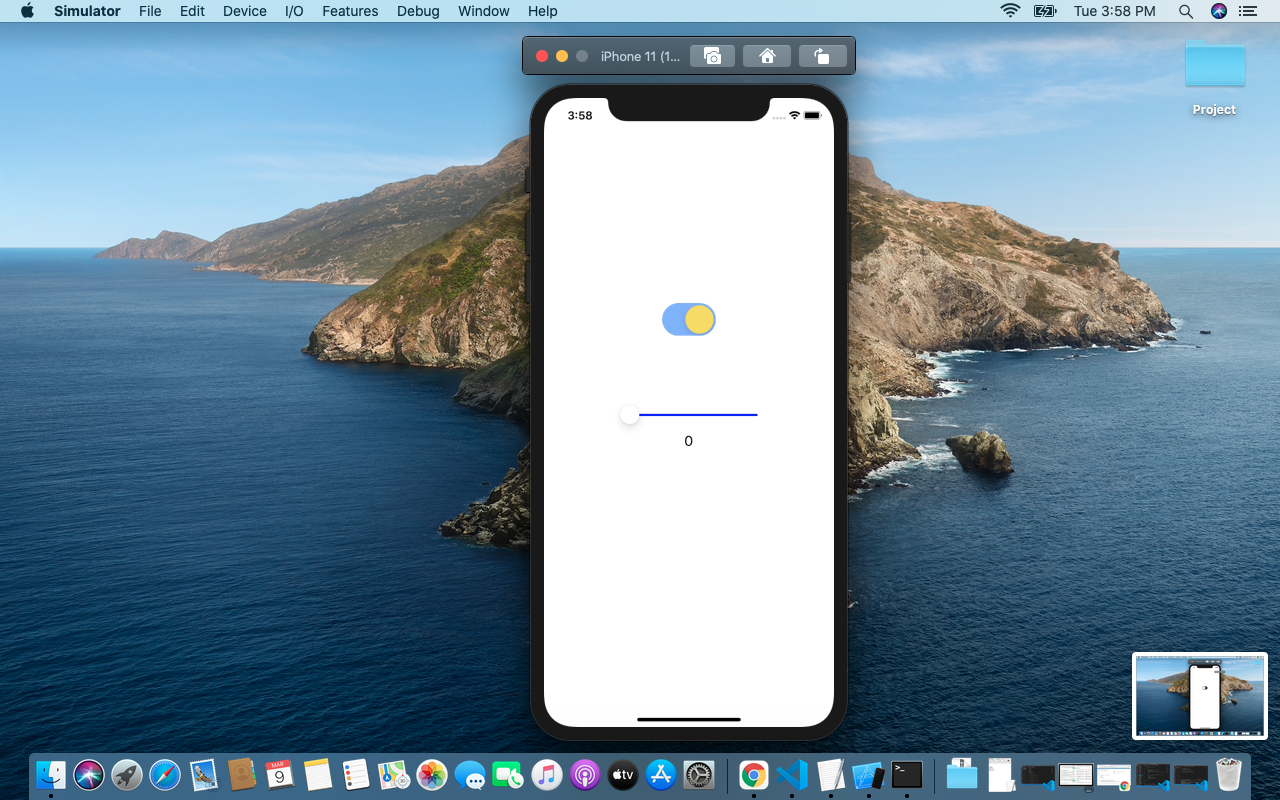 Simulator File Edit Device I/O Features Debug Window Help Tue 3:58 PM
iPhone 11 (1...
Project
3:58
0
MAR
9
tv
>_